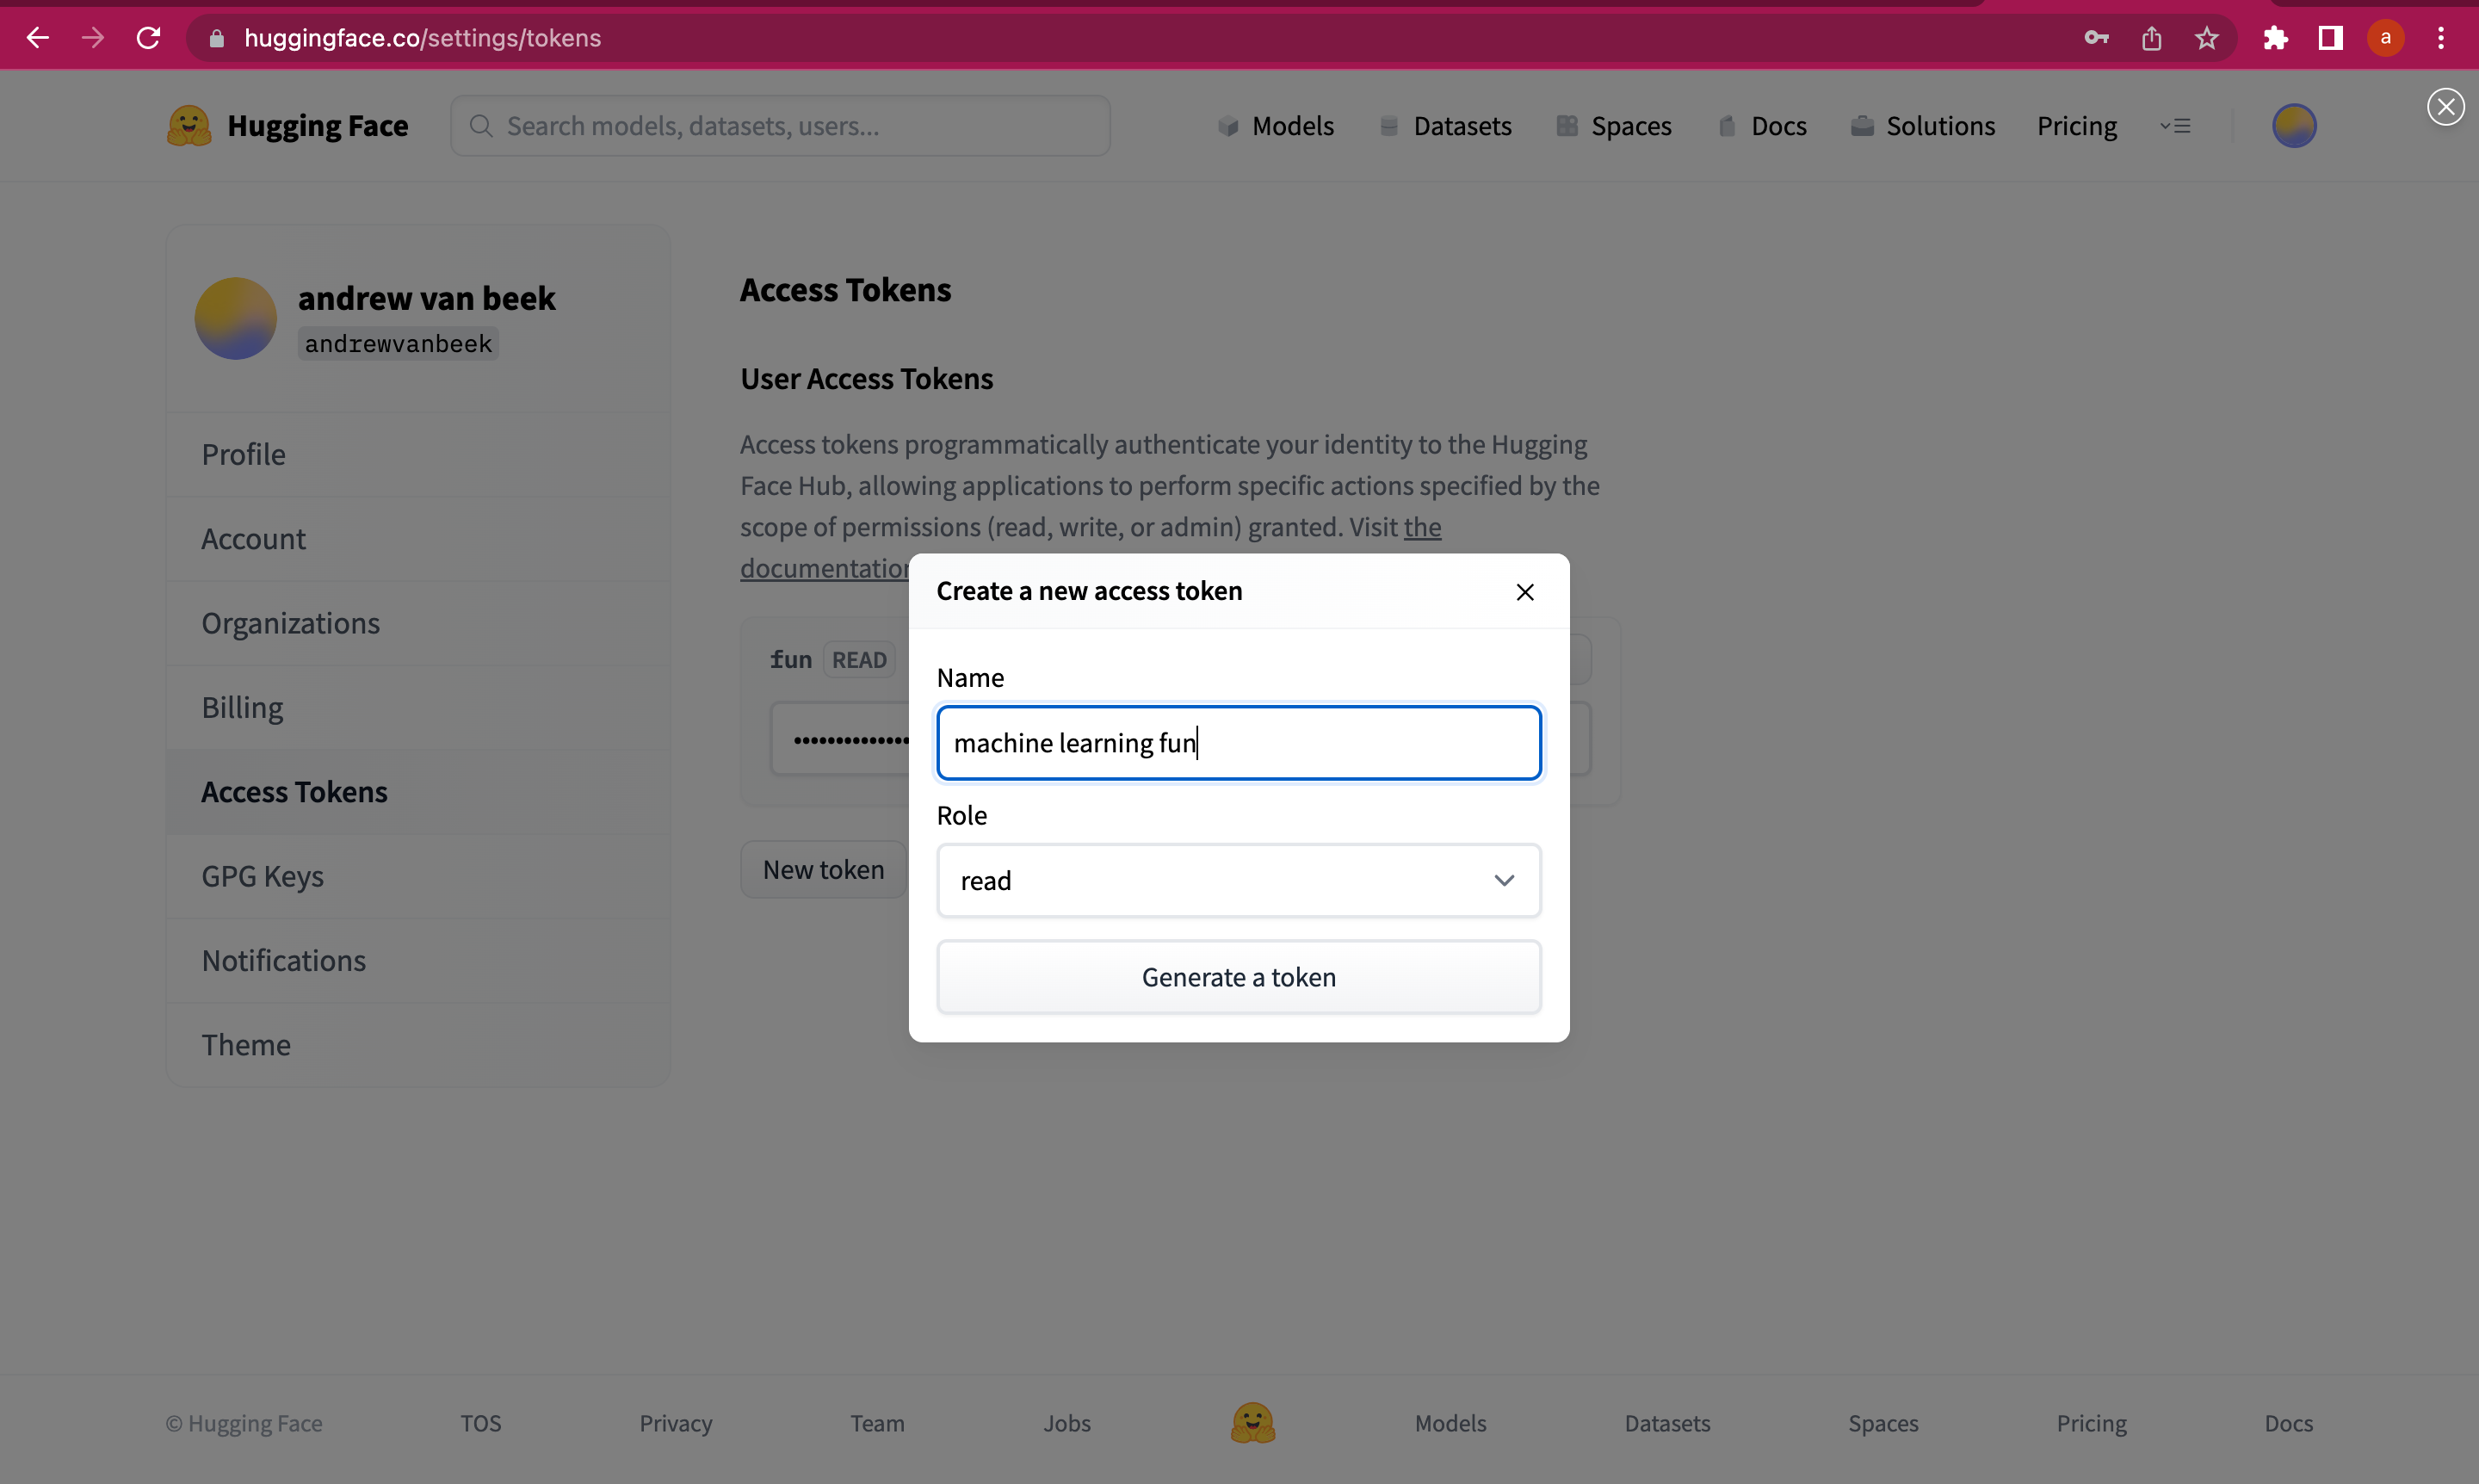 huggingface.co/settings/tokens
a
Hugging Face
Search models, datasets, users...
Models
Datasets
Spaces
Docs
Solutions
Pricing
andrew van beek
andrewvanbeek
Profile
Account
Organizations
Billing
Access Tokens
GPG Keys
Notifications
Theme
Access Tokens
User Access Tokens
Access tokens programmatically authenticate your identity to the Hugging
Face Hub, allowing applications to perform specific actions specified by the
scope of permissions (read, write, or admin) granted. Visit the
documentation
fun READ
••••••••••••••
New token
Create a new access token
Name
machine learning fun
Role
read
Generate a token
© Hugging Face
TOS
Privacy
Team
Jobs
Models
Datasets
Spaces
Pricing
Docs